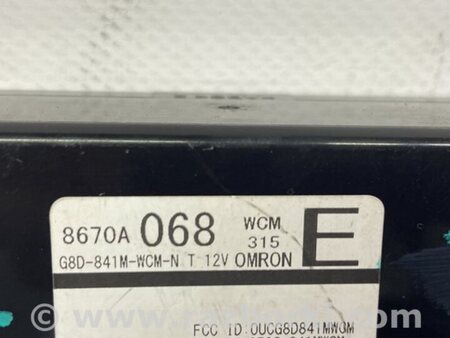 8670A 068 WCM 315 E
G8D-841M-WCM-N T 12V OMRON
FCC ID:OUCG8D841MWCM